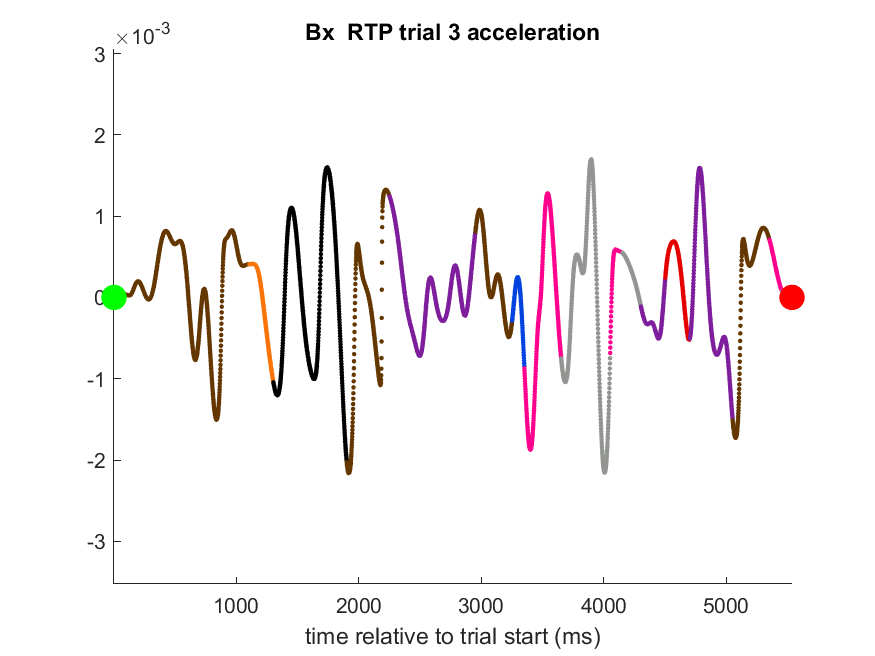 Bx  RTP trial 3 acceleration
×10⁻³
3
2
1
0
-1
-2
-3
1000 2000 3000 4000 5000
time relative to trial start (ms)